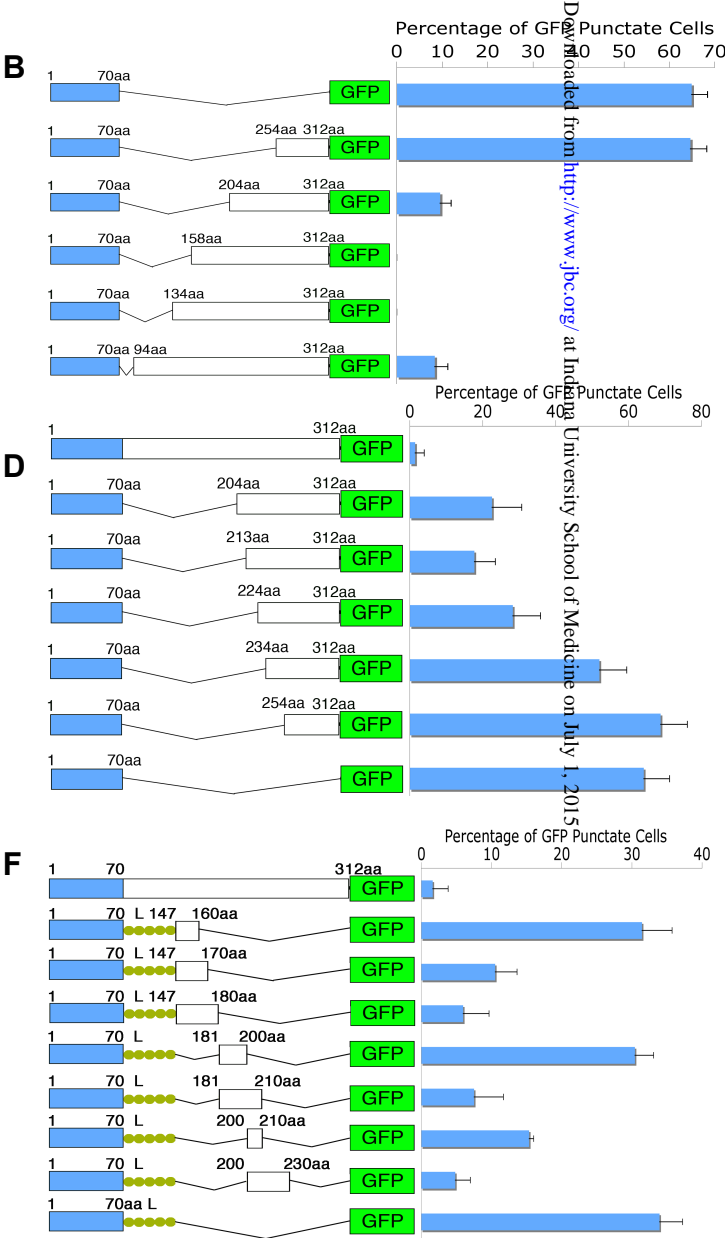 B
Percentage of GFP Punctate Cells
0 10 20 30 40 50 60 70
1 70aa GFP
1 70aa 254aa 312aa GFP
1 70aa 204aa 312aa GFP
1 70aa 158aa 312aa GFP
1 70aa 134aa 312aa GFP
1 70aa 94aa 312aa GFP
D
Percentage of GFP Punctate Cells
0 20 40 60 80
1 312aa GFP
1 70aa 204aa 312aa GFP
1 70aa 213aa 312aa GFP
1 70aa 224aa 312aa GFP
1 70aa 234aa 312aa GFP
1 70aa 254aa 312aa GFP
1 70aa GFP
F
Percentage of GFP Punctate Cells
0 10 20 30 40
1 70 312aa GFP
1 70 L 147 160aa GFP
1 70 L 147 170aa GFP
1 70 L 147 180aa GFP
1 70 L 181 200aa GFP
1 70 L 181 210aa GFP
1 70 L 200 210aa GFP
1 70 L 200 230aa GFP
1 70aa L GFP
Downloaded from http://www.jbc.org/ at Indiana University School of Medicine on July 1, 2015